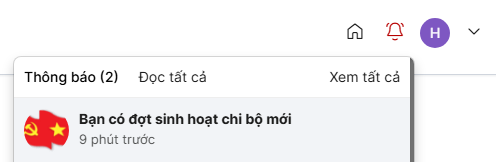 H
Thông báo (2) Đọc tất cả Xem tất cả
Bạn có đợt sinh hoạt chi bộ mới
9 phút trước